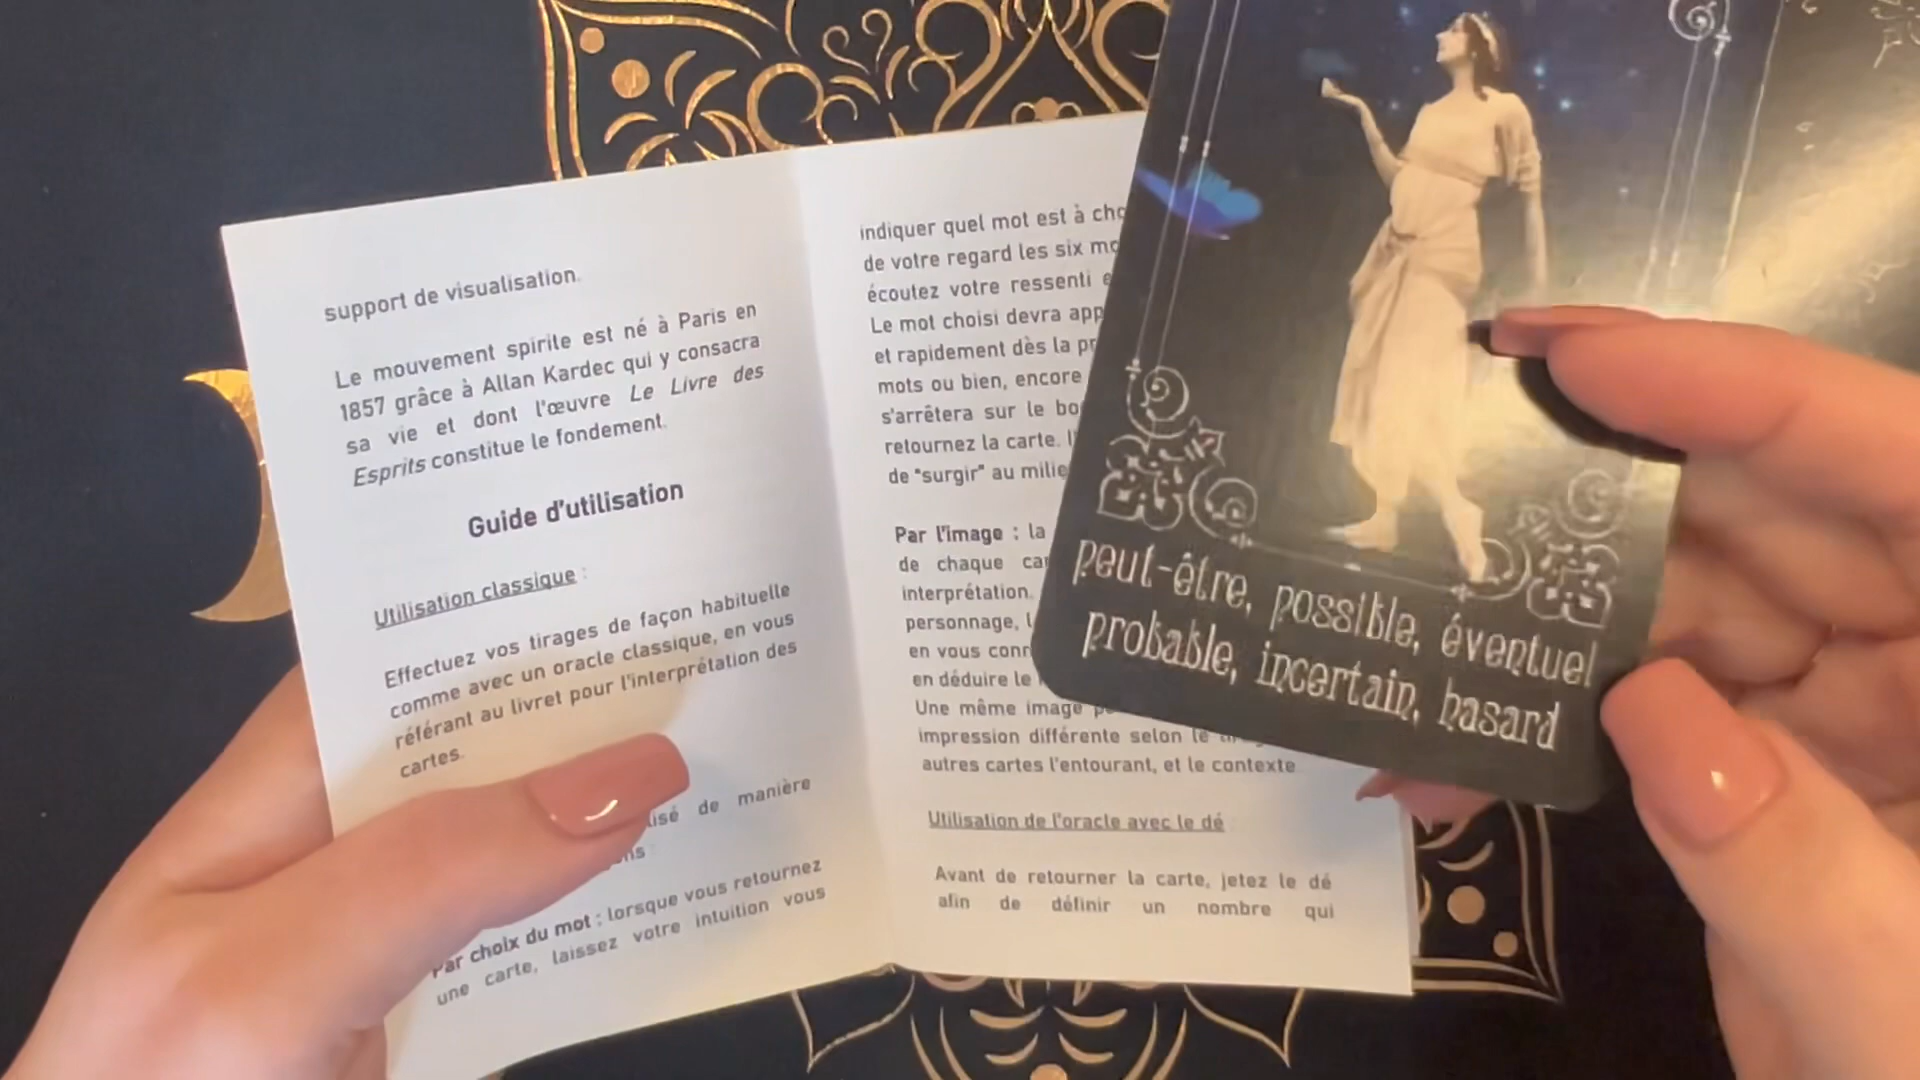 support de visualisation.
Le mouvement spirite est né à Paris en
1857 grâce à Allan Kardec qui y consacra
sa vie et dont l'œuvre Le Livre des
Esprits constitue le fondement.
Guide d'utilisation
Utilisation classique :
Effectuez vos tirages de façon habituelle
comme avec un oracle classique, en vous
référant au livret pour l'interprétation des
cartes.
de manière
Par choix du mot : lorsque vous retournez
une carte, laissez votre intuition vous
indiquer quel mot est à
de votre regard les six
écoutez votre ressenti
Le mot choisi devra
et rapidement dès la
mots ou bien, encore
s'arrêtera sur le
retournez la carte.
de "surgir" au
Par l'image : la
de chaque
interprétation.
personnage,
en vous
en déduire le
Une même image
impression différente selon le
autres cartes l'entourant, et le contexte
Utilisation de l'oracle avec le dé
Avant de retourner la carte, jetez le dé
afin de définir un nombre qui
peut-être, possible, éventuel
probable, incertain, hasard